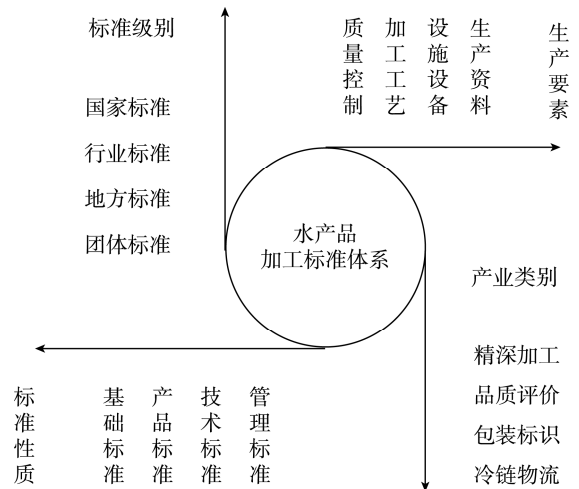 标准级别
国家标准
行业标准
地方标准
团体标准
质量控制
加工工艺
设施设备
生产资料
生产要素
水产品
加工标准体系
产业类别
精深加工
品质评价
包装标识
冷链物流
标准性质
基础标准
产品标准
技术标准
管理标准